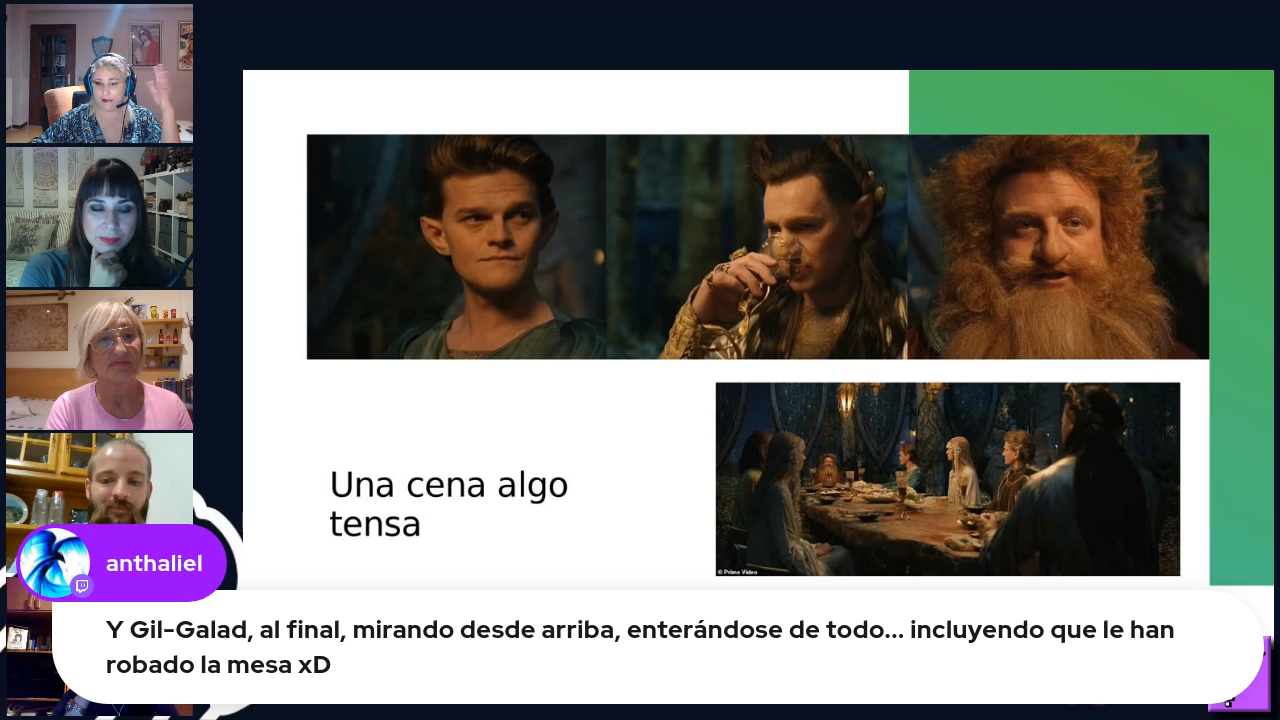 Una cena algo
tensa
© Prime Video
anthaliel
Y Gil-Galad, al final, mirando desde arriba, enterándose de todo... incluyendo que le han
robado la mesa xD